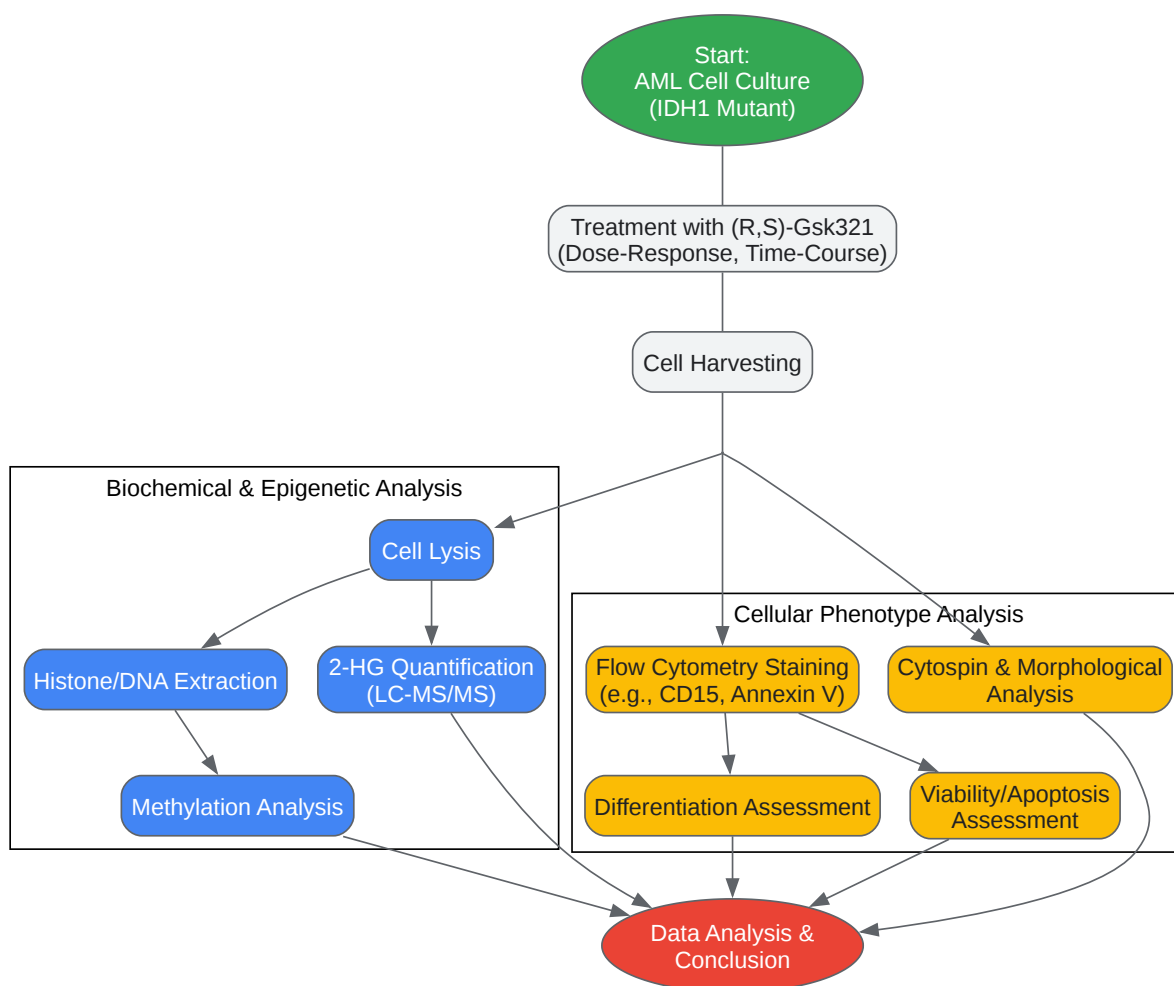 Start:
AML Cell Culture
(IDH1 Mutant)
Treatment with (R,S)-Gsk321
(Dose-Response, Time-Course)
Cell Harvesting
Biochemical & Epigenetic Analysis
Cell Lysis
Histone/DNA Extraction
2-HG Quantification
(LC-MS/MS)
Methylation Analysis
Cellular Phenotype Analysis
Flow Cytometry Staining
(e.g., CD15, Annexin V)
Cytospin & Morphological
Analysis
Differentiation Assessment
Viability/Apoptosis
Assessment
Data Analysis &
Conclusion